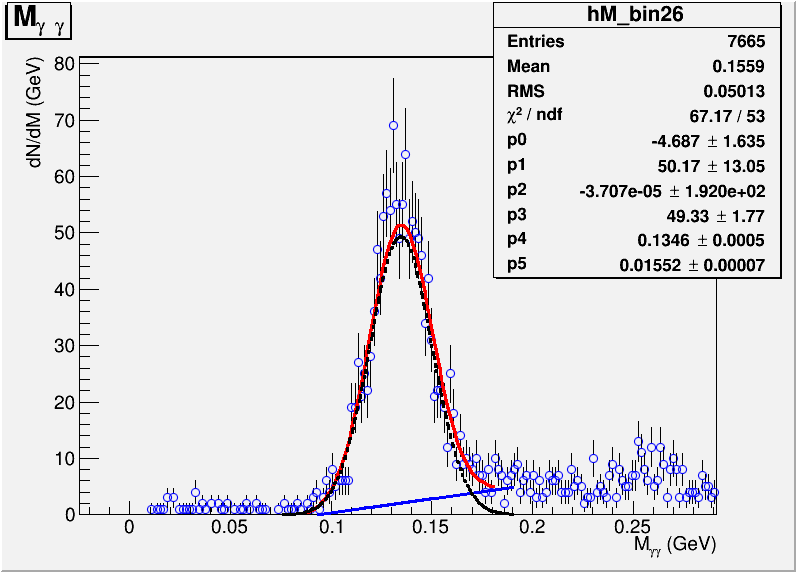 M γ γ
hM_bin26
Entries 7665
Mean 0.1559
RMS 0.05013
χ² / ndf 67.17 / 53
p0 -4.687 ± 1.635
p1 50.17 ± 13.05
p2 -3.707e-05 ± 1.920e+02
p3 49.33 ± 1.77
p4 0.1346 ± 0.0005
p5 0.01552 ± 0.00007
dN/dM (GeV)
80
70
60
50
40
30
20
10
0
0 0.05 0.1 0.15 0.2 0.25
Mγγ (GeV)